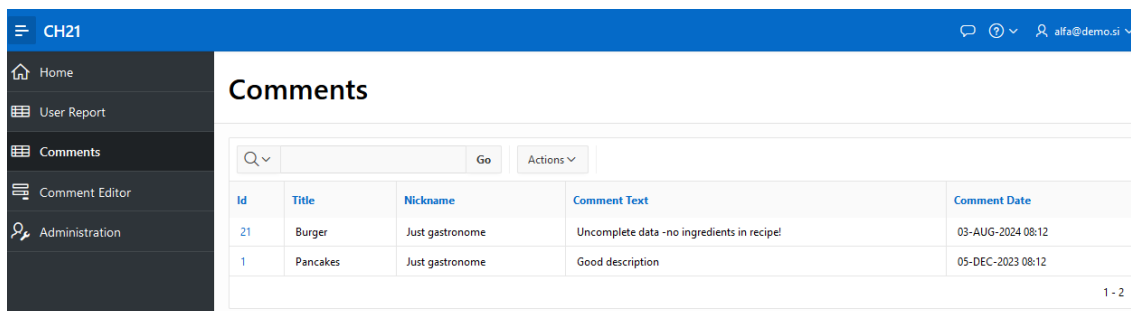 CH21
alfa@demo.si
Home
User Report
Comments
Comment Editor
Administration
Comments
Go
Actions
Id Title Nickname Comment Text Comment Date
21 Burger Just gastronome Uncomplete data -no ingredients in recipe! 03-AUG-2024 08:12
1 Pancakes Just gastronome Good description 05-DEC-2023 08:12
1 - 2